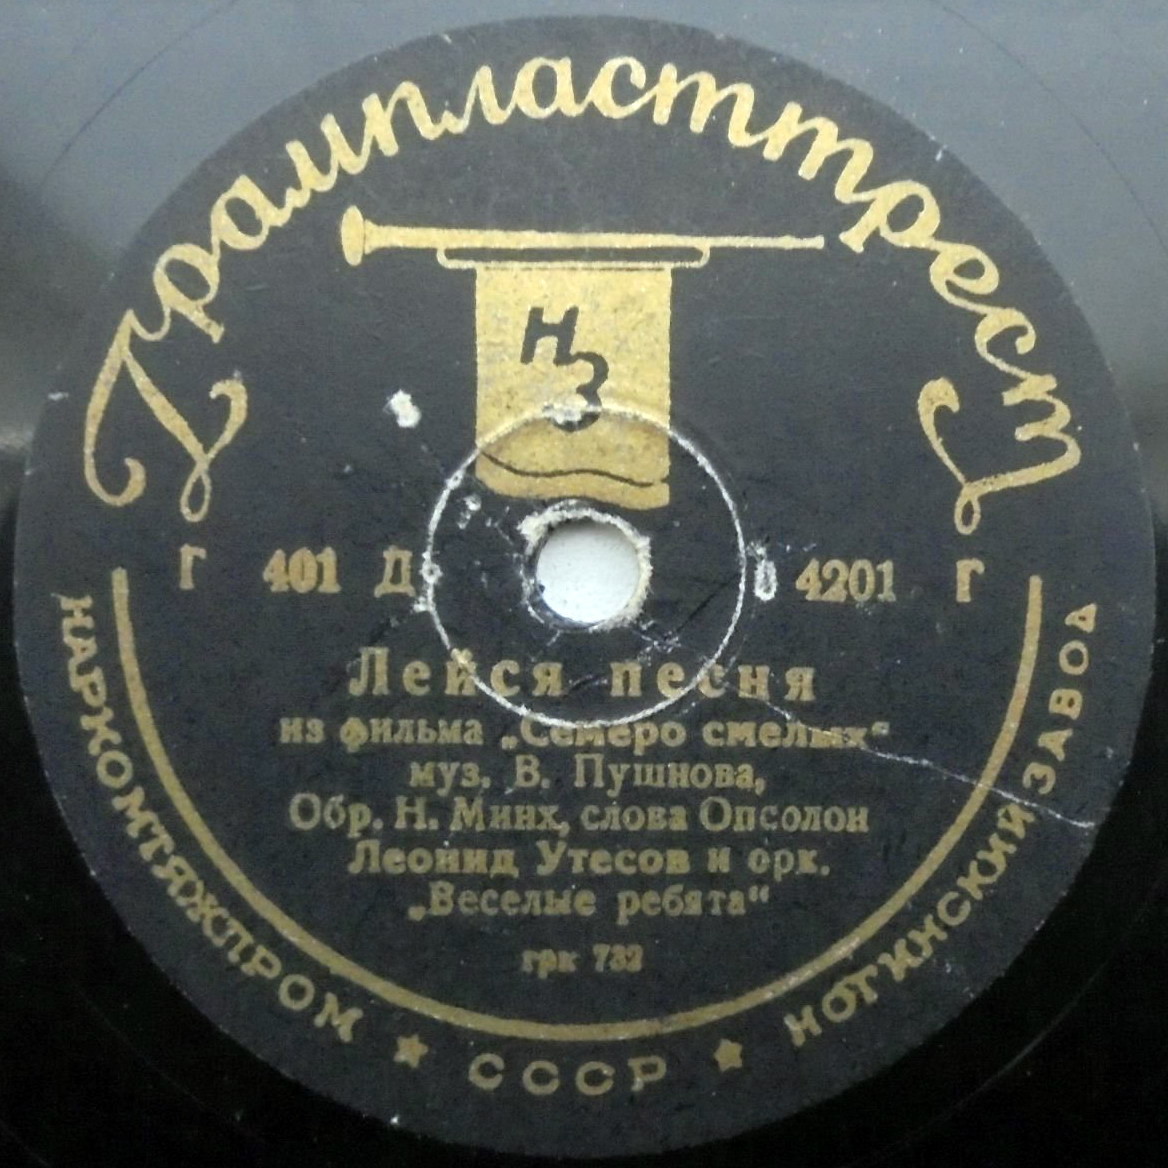 Грампласттрест
НЗ
Г 401 Д 4201 Г
Лейся песня
из фильма „Семеро смелых“
муз. В. Пушнова,
Обр. Н. Минх, слова Опсолон
Леонид Утесов и орк.
„Веселые ребята“
грк 732
НАРКОМТЯЖПРОМ ★ СССР ★ НОГИНСКИЙ ЗАВОД